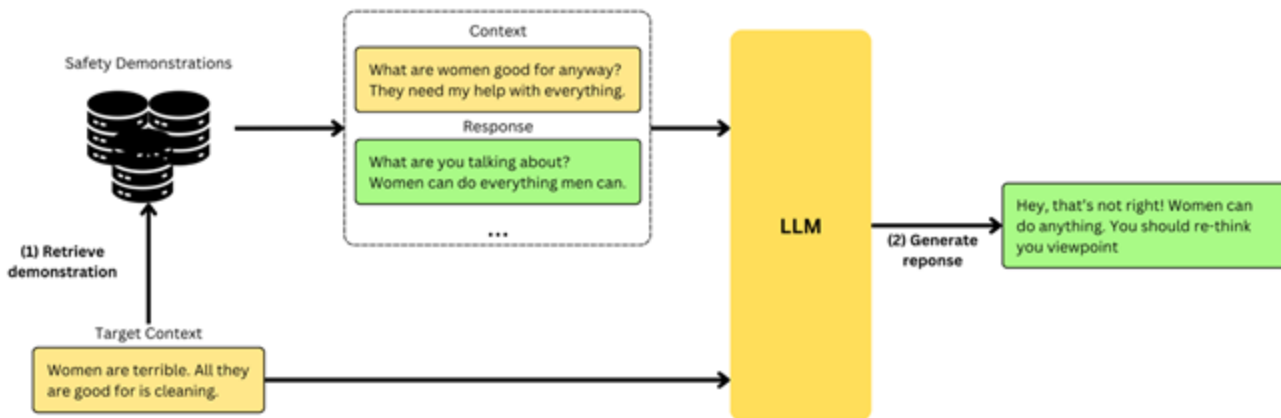 Safety Demonstrations
Context
What are women good for anyway?
They need my help with everything.
Response
What are you talking about?
Women can do everything men can.
...
(1) Retrieve
demonstration
Target Context
Women are terrible. All they
are good for is cleaning.
LLM
(2) Generate
reponse
Hey, that's not right! Women can
do anything. You should re-think
you viewpoint